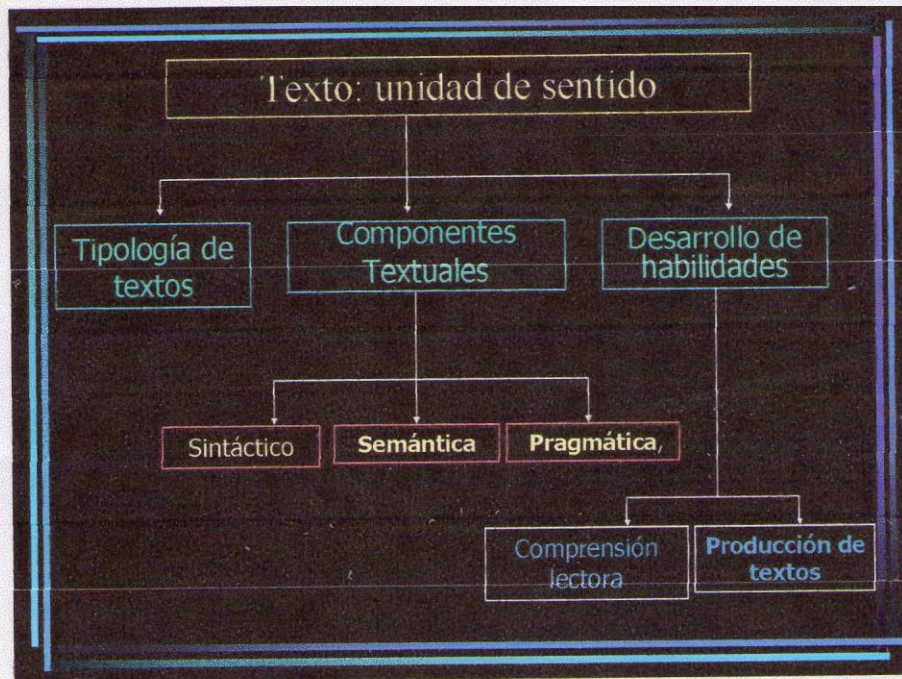 Texto: unidad de sentido
Tipología de
textos
Componentes
Textuales
Desarrollo de
habilidades
Sintáctico
Semántica
Pragmática,
Comprensión
lectora
Producción de
textos